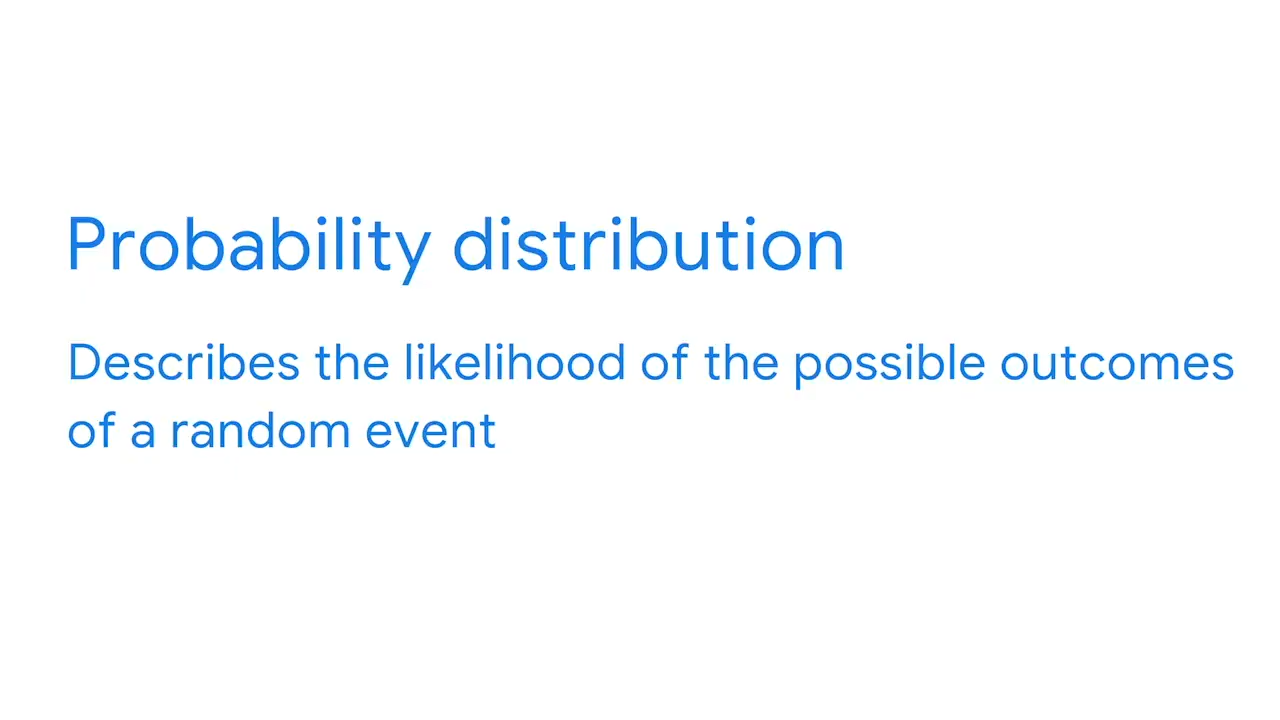 Probability distribution
Describes the likelihood of the possible outcomes
of a random event